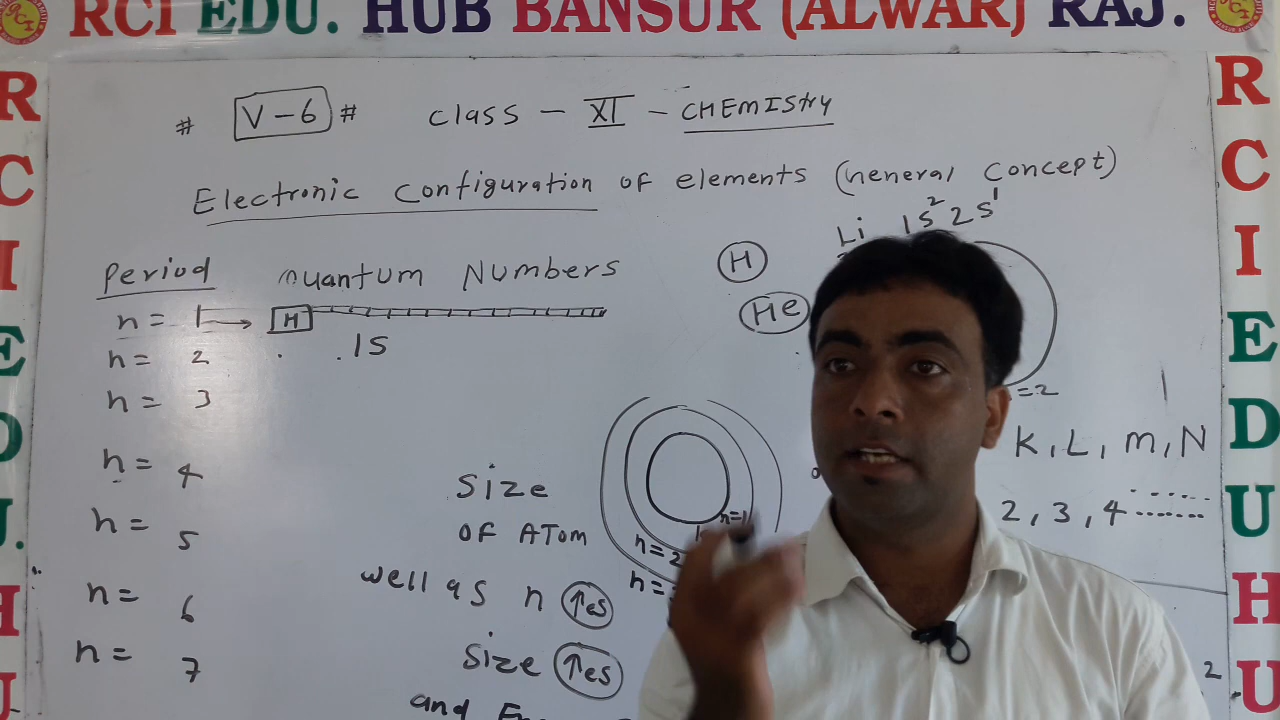 RCI EDU. HUB BANSUR (ALWAR) RAJ.
R
C
I
E
D
U.
H
U
# V-6 # Class - XI - CHEMIStry
Electronic Configuration of elements (General Concept)
Li 1s² 2s¹
Period Quantum Numbers
H
He
n = 1 → H
n = 2 . .1S
n = 3
n = 4
n = 5
n = 6
n = 7
Size
OF ATom
well as n ↑es
Size ↑es
and
n=1
n=2
n=
=2
K, L, M, N
2, 3, 4 ........
2
R
C
I
E
D
U
H
U